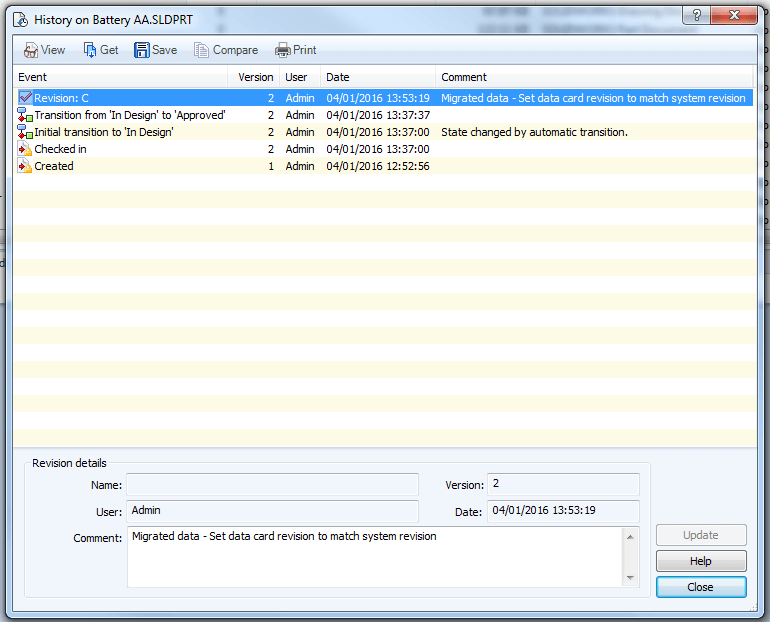 History on Battery AA.SLDPRT
View Get Save Compare Print
Event Version User Date Comment
Revision: C 2 Admin 04/01/2016 13:53:19 Migrated data - Set data card revision to match system revision
Transition from 'In Design' to 'Approved' 2 Admin 04/01/2016 13:37:37
Initial transition to 'In Design' 2 Admin 04/01/2016 13:37:00 State changed by automatic transition.
Checked in 2 Admin 04/01/2016 13:37:00
Created 1 Admin 04/01/2016 12:52:56
Revision details
Name: Version: 2
User: Admin Date: 04/01/2016 13:53:19
Comment: Migrated data - Set data card revision to match system revision
Update
Help
Close